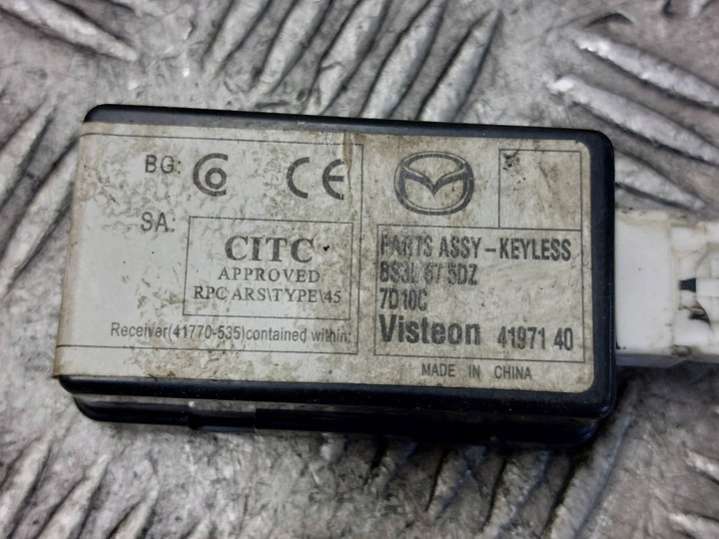 BG: CE
SA:
CITC
APPROVED
RPC ARS\TYPE\45
Receiver(41770-535)contained within:
PARTS ASSY-KEYLESS
BS3L 67 5DZ
7D10C
Visteon 41971 40
MADE IN CHINA